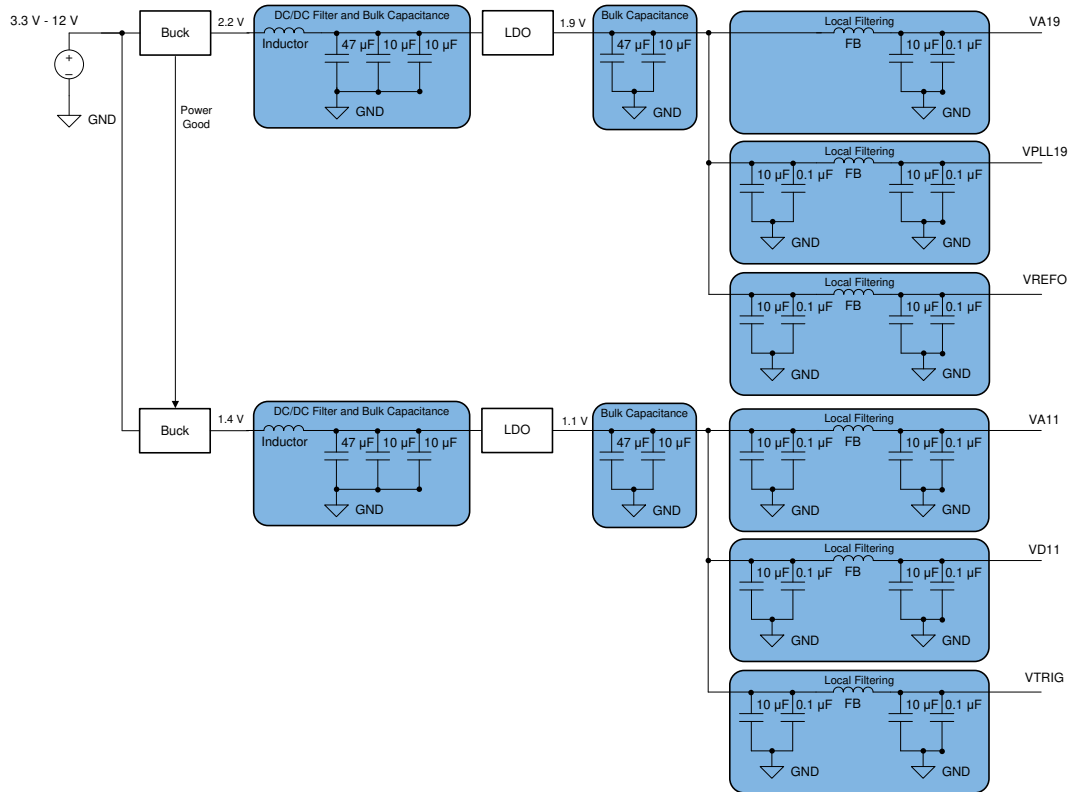 3.3 V - 12 V
Buck
2.2 V
DC/DC Filter and Bulk Capacitance
Inductor
47 µF
10 µF
10 µF
GND
LDO
1.9 V
Bulk Capacitance
47 µF
10 µF
GND
Local Filtering
FB
10 µF
0.1 µF
GND
VA19
+
−
GND
Power
Good
Local Filtering
10 µF
0.1 µF
FB
10 µF
0.1 µF
GND
GND
VPLL19
Local Filtering
10 µF
0.1 µF
FB
10 µF
0.1 µF
GND
GND
VREFO
Buck
1.4 V
DC/DC Filter and Bulk Capacitance
Inductor
47 µF
10 µF
10 µF
GND
LDO
1.1 V
Bulk Capacitance
47 µF
10 µF
GND
Local Filtering
10 µF
0.1 µF
FB
10 µF
0.1 µF
GND
GND
VA11
Local Filtering
10 µF
0.1 µF
FB
10 µF
0.1 µF
GND
GND
VD11
Local Filtering
10 µF
0.1 µF
FB
10 µF
0.1 µF
GND
GND
VTRIG